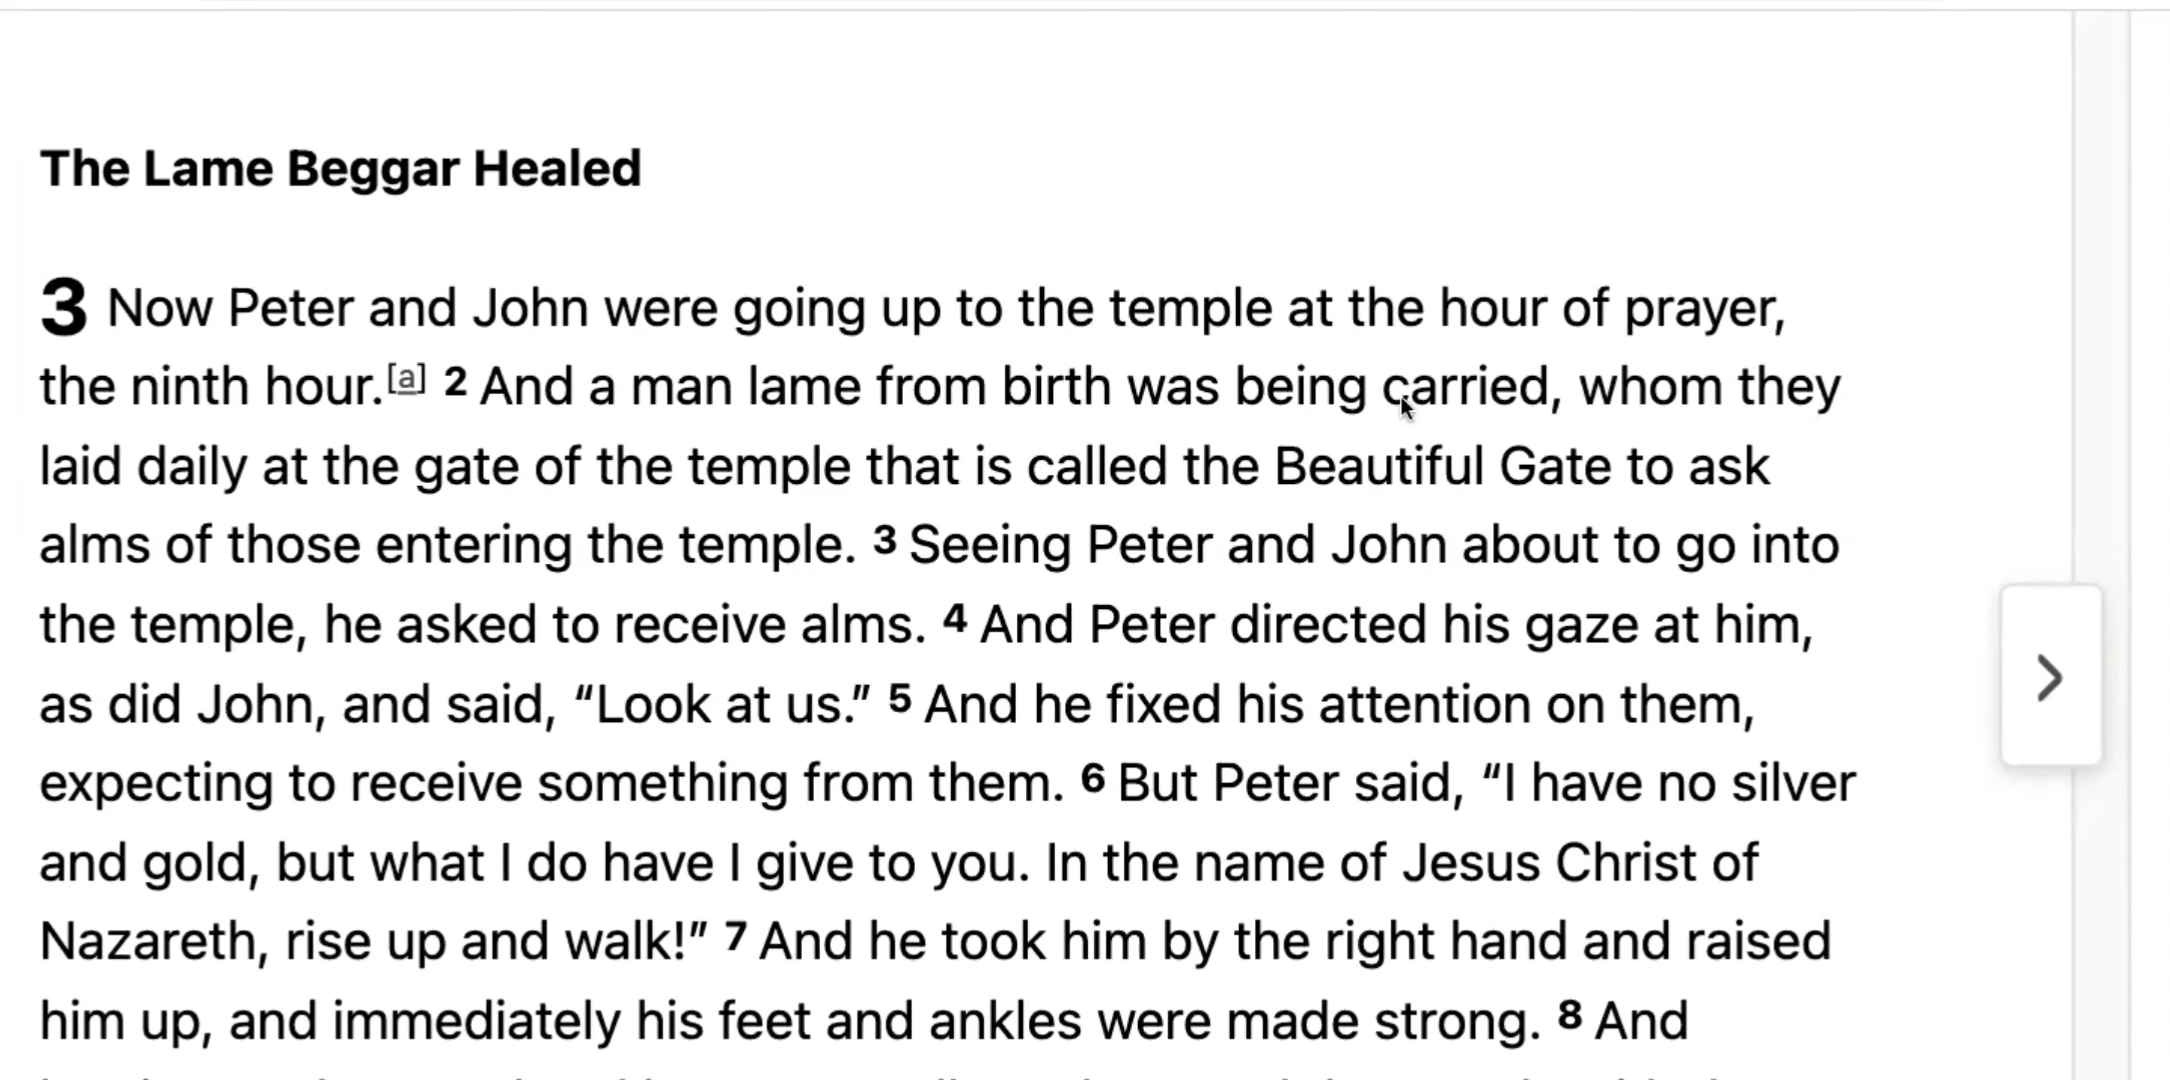 The Lame Beggar Healed
3 Now Peter and John were going up to the temple at the hour of prayer,
the ninth hour.[a] 2 And a man lame from birth was being carried, whom they
laid daily at the gate of the temple that is called the Beautiful Gate to ask
alms of those entering the temple. 3 Seeing Peter and John about to go into
the temple, he asked to receive alms. 4 And Peter directed his gaze at him,
as did John, and said, “Look at us.” 5 And he fixed his attention on them,
expecting to receive something from them. 6 But Peter said, “I have no silver
and gold, but what I do have I give to you. In the name of Jesus Christ of
Nazareth, rise up and walk!” 7 And he took him by the right hand and raised
him up, and immediately his feet and ankles were made strong. 8 And